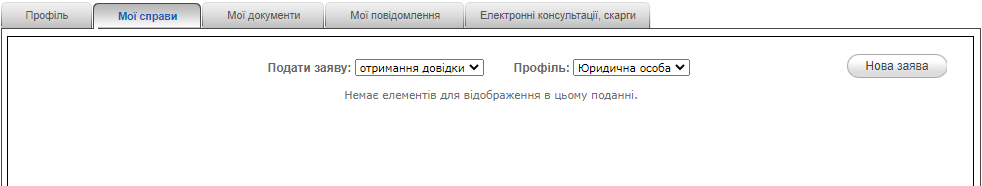 Профіль Мої справи Мої документи Мої повідомлення Електронні консультації, скарги
Подати заяву: отримання довідки Профіль: Юридична особа Нова заява
Немає елементів для відображення в цьому поданні.